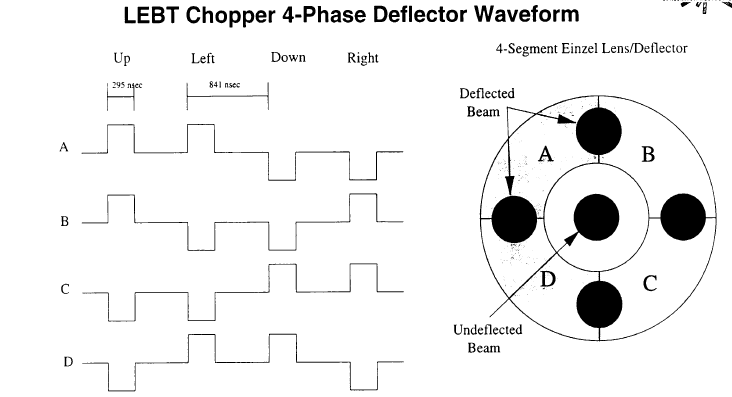 LEBT Chopper 4-Phase Deflector Waveform
4-Segment Einzel Lens/Deflector
Up Left Down Right
295 nsec 841 nsec
Deflected
Beam
A
B
C
D
A B
D C
Undeflected
Beam